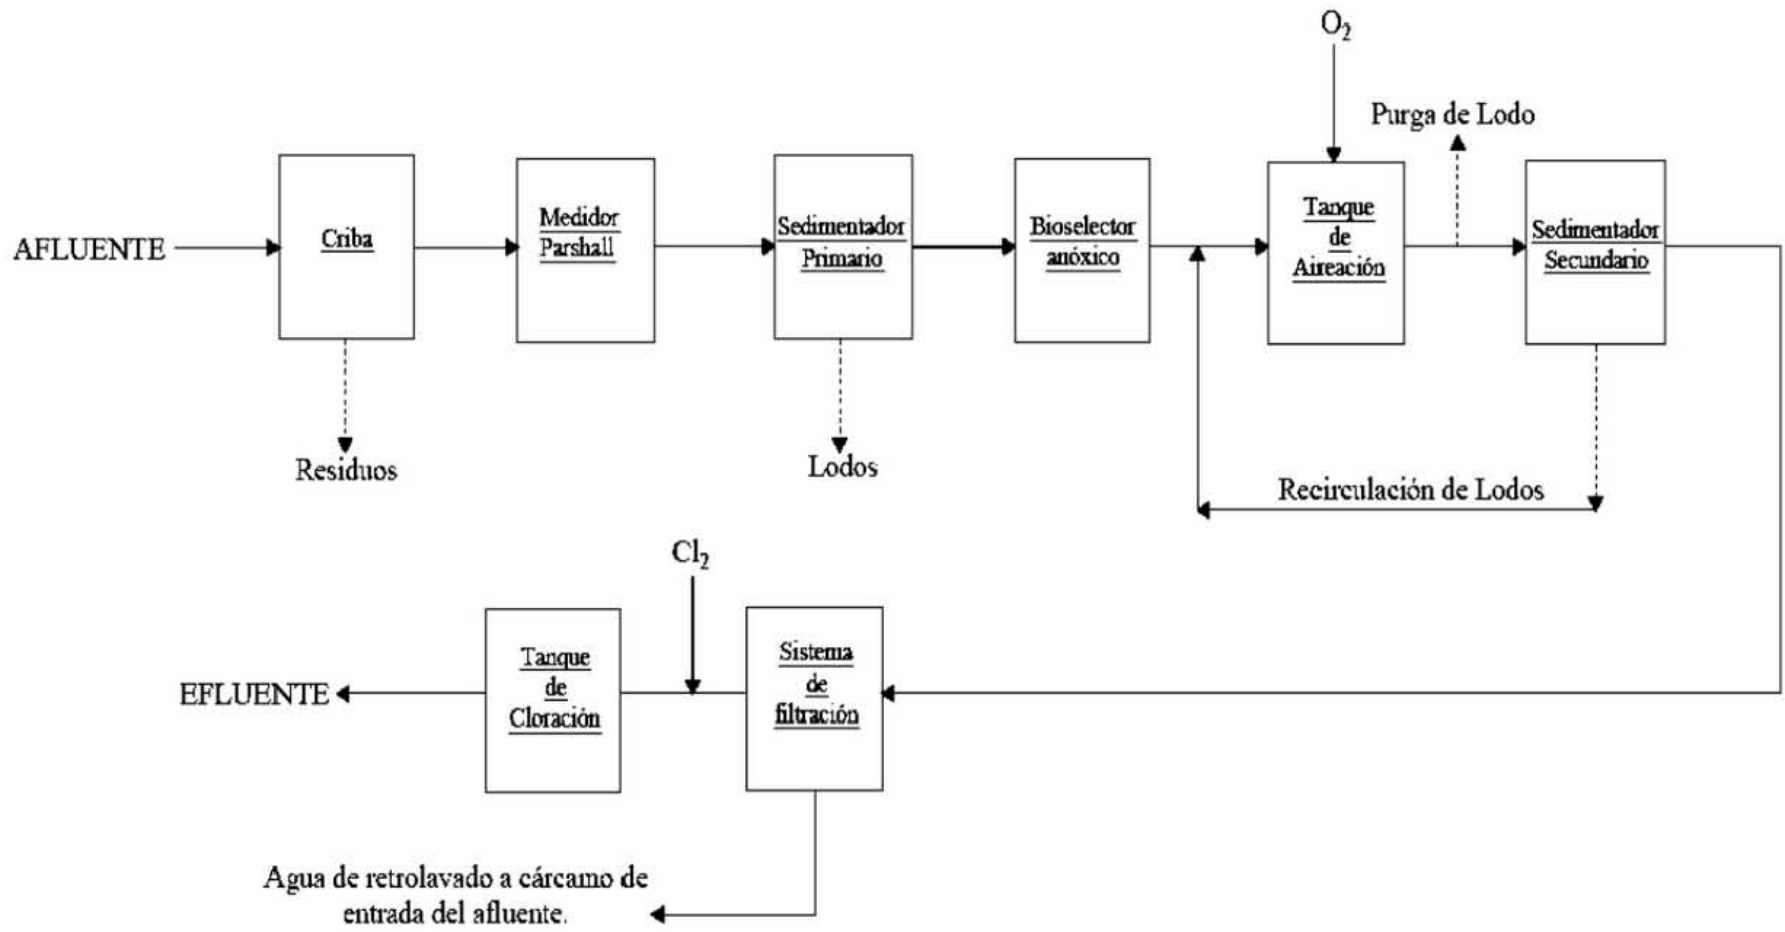 O2
Purga de Lodo
AFLUENTE
Criba
Medidor
Parshall
Sedimentador
Primario
Bioselector
anóxico
Tanque
de
Aireación
Sedimentador
Secundario
Residuos
Lodos
Recirculación de Lodos
Cl2
EFLUENTE
Tanque
de
Cloración
Sistema
de
filtración
Agua de retrolavado a cárcamo de
entrada del afluente.